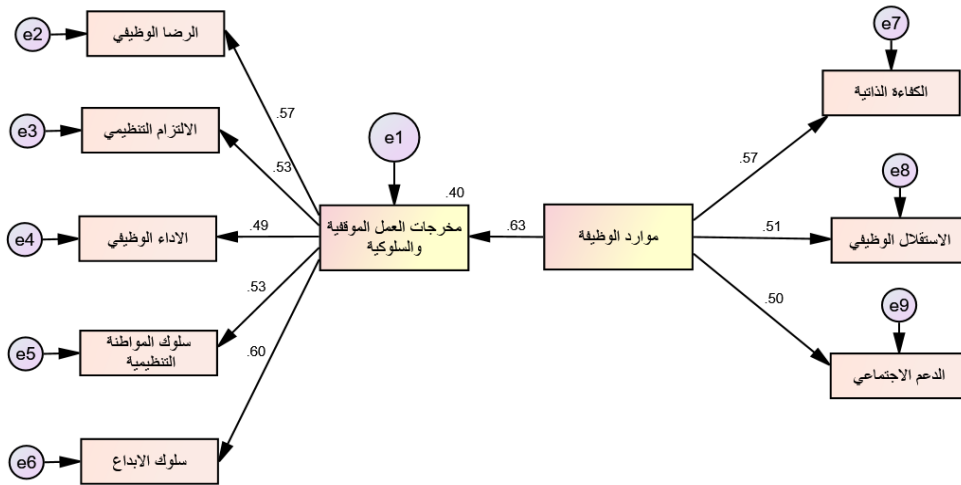 e2
الرضا الوظيفي
e7
الكفاءة الذاتية
.57
e3
الالتزام التنظيمي
e1
.53
.57
e8
.40
مخرجات العمل الموقفية
والسلوكية
.63
موارد الوظيفة
.51
الاستقلال الوظيفي
e4
الاداء الوظيفي
.49
.53
.50
e9
e5
سلوك المواطنة
التنظيمية
.60
الدعم الاجتماعي
e6
سلوك الابداع